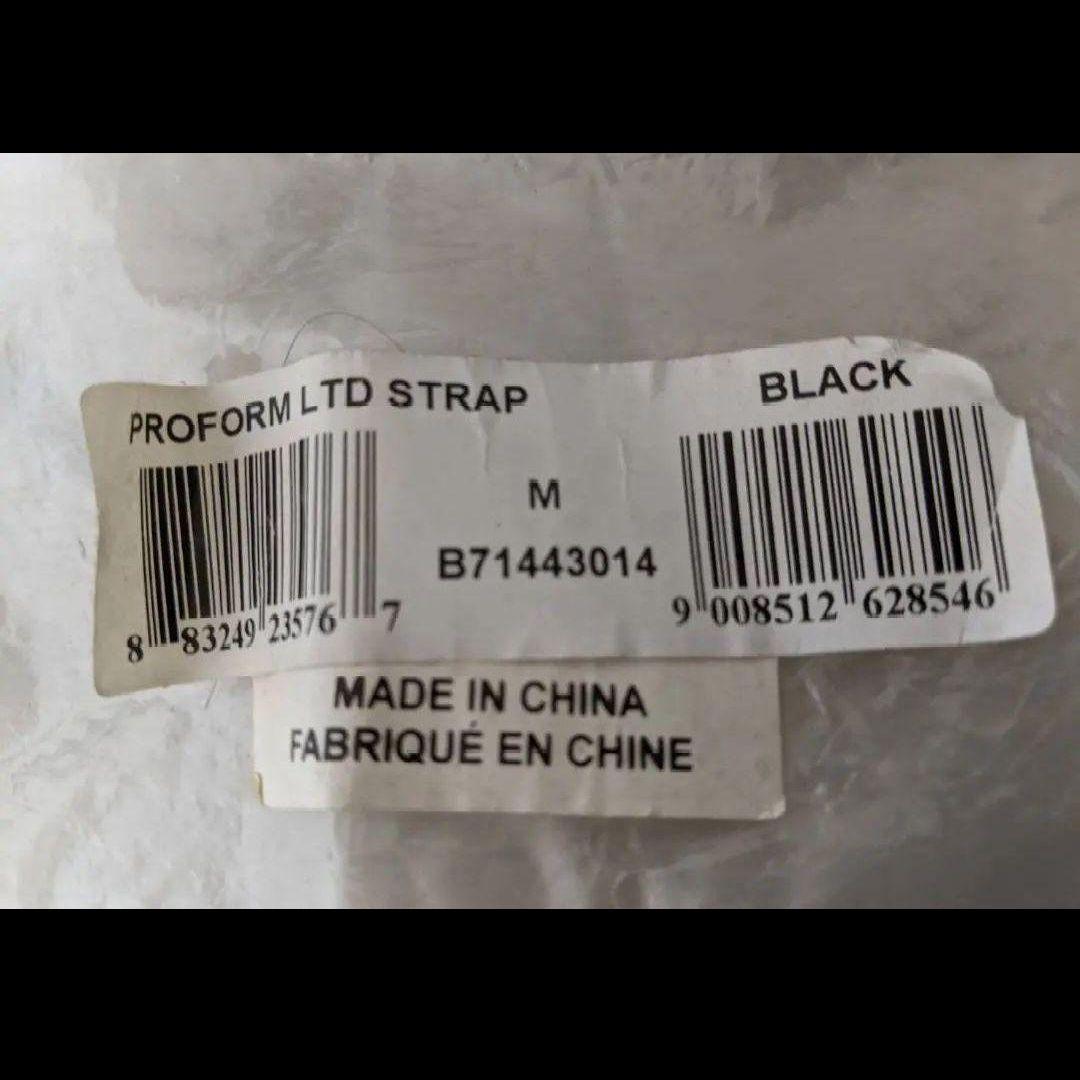 PROFORM LTD STRAP
BLACK
M
B71443014
8 83249 23576 7
9 008512 628546
MADE IN CHINA
FABRIQUÉ EN CHINE